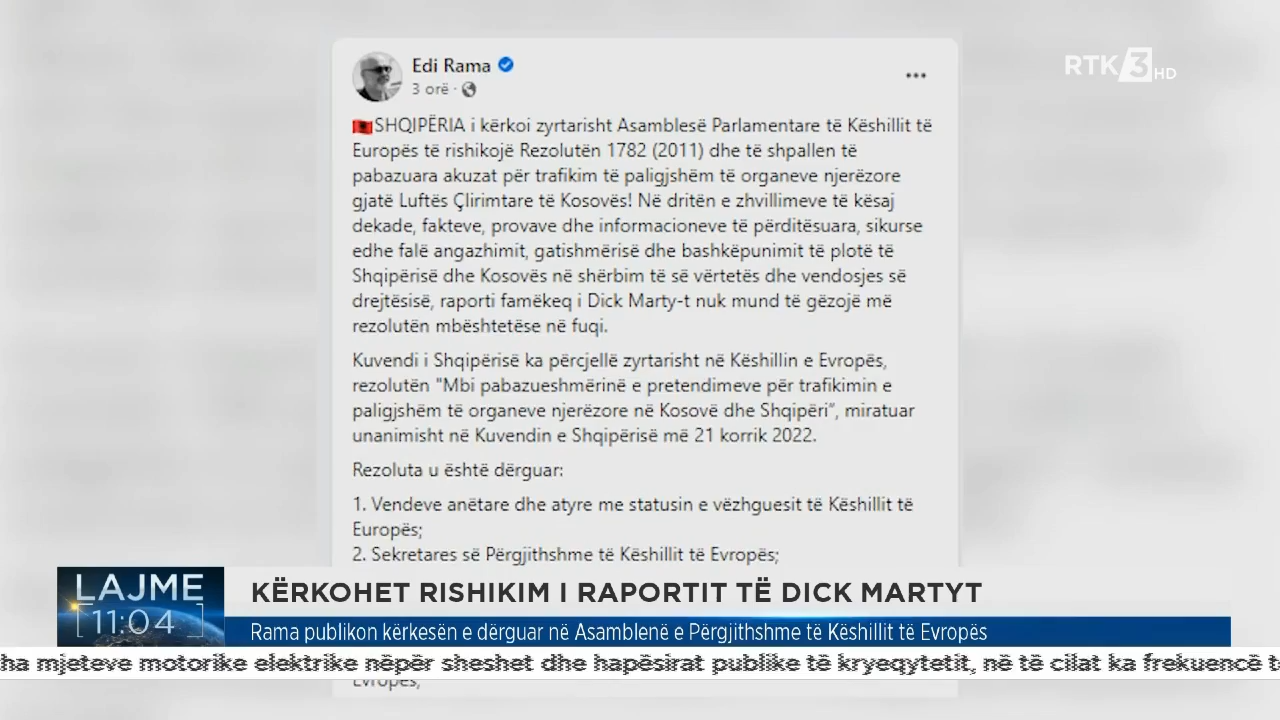 Edi Rama
3 orë ·
SHQIPËRIA i kërkoi zyrtarisht Asamblesë Parlamentare të Këshillit të
Europës të rishikojë Rezolutën 1782 (2011) dhe të shpallen të
pabazuara akuzat për trafikim të paligjshëm të organeve njerëzore
gjatë Luftës Çlirimtare të Kosovës! Në dritën e zhvillimeve të kësaj
dekade, fakteve, provave dhe informacioneve të përditësuara, sikurse
edhe falë angazhimit, gatishmërisë dhe bashkëpunimit të plotë të
Shqipërisë dhe Kosovës në shërbim të së vërtetës dhe vendosjes së
drejtësisë, raporti famëkeq i Dick Marty-t nuk mund të gëzojë më
rezolutën mbështetëse në fuqi.
Kuvendi i Shqipërisë ka përcjellë zyrtarisht në Këshillin e Evropës,
rezolutën "Mbi pabazueshmërinë e pretendimeve për trafikimin e
paligjshëm të organeve njerëzore në Kosovë dhe Shqipëri", miratuar
unanimisht në Kuvendin e Shqipërisë më 21 korrik 2022.
Rezoluta u është dërguar:
1. Vendeve anëtare dhe atyre me statusin e vëzhguesit të Këshillit të
Europës;
2. Sekretares së Përgjithshme të Këshillit të Evropës;
RTK 3 HD
LAJME
11:04
KËRKOHET RISHIKIM I RAPORTIT TË DICK MARTYT
Rama publikon kërkesën e dërguar në Asamblenë e Përgjithshme të Këshillit të Evropës
ha mjeteve motorike elektrike nëpër sheshet dhe hapësirat publike të kryeqytetit, në të cilat ka frekuencë t
Evropës,